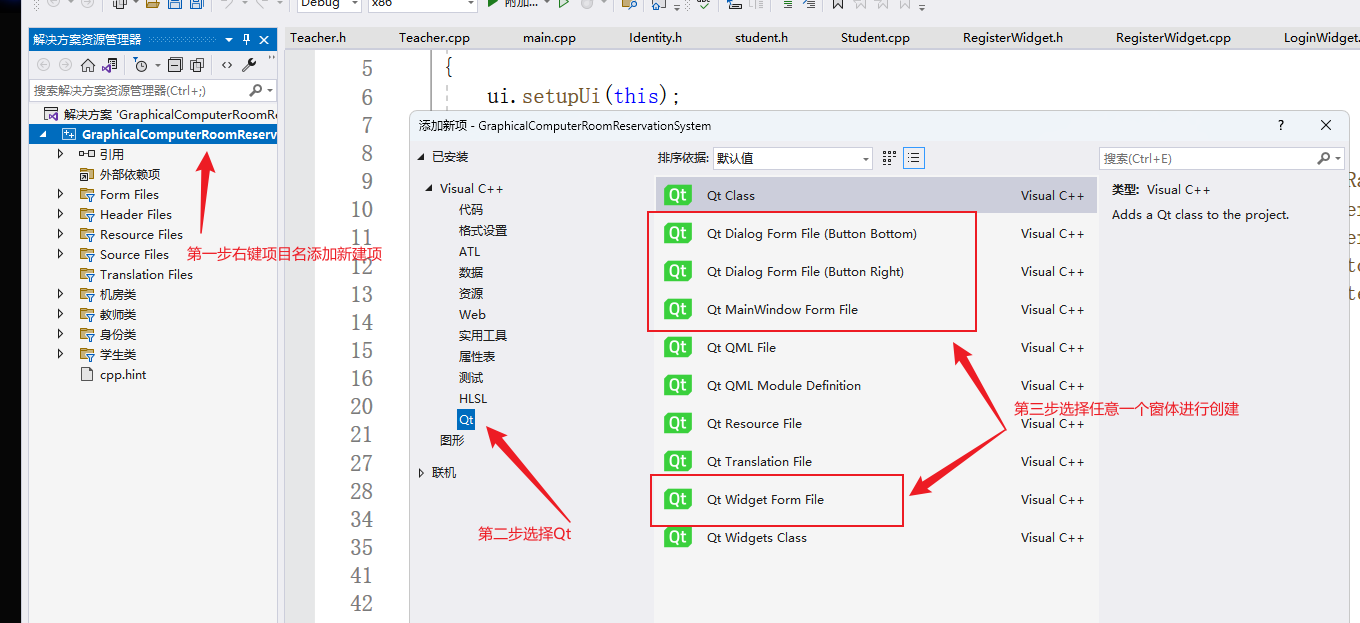 Debug
x86
附加...
解决方案资源管理器
Teacher.h
Teacher.cpp
main.cpp
Identity.h
student.h
Student.cpp
RegisterWidget.h
RegisterWidget.cpp
LoginWidget.
搜索解决方案资源管理器(Ctrl+;)
解决方案 'GraphicalComputerRoomRe
GraphicalComputerRoomReserv
引用
外部依赖项
Form Files
Header Files
Resource Files
Source Files
Translation Files
机房类
教师类
身份类
学生类
cpp.hint
第一步右键项目名添加新建项
5
{
6
ui.setupUi(this);
7
8
9
10
11
12
13
14
15
16
20
21
27
28
34
35
41
42
添加新项 - GraphicalComputerRoomReservationSystem
?
已安装
Visual C++
代码
格式设置
ATL
数据
资源
Web
实用工具
属性表
测试
HLSL
Qt
图形
联机
第二步选择Qt
排序依据:
默认值
搜索(Ctrl+E)
Qt Class Visual C++
Qt Dialog Form File (Button Bottom) Visual C++
Qt Dialog Form File (Button Right) Visual C++
Qt MainWindow Form File Visual C++
Qt QML File Visual C++
Qt QML Module Definition Visual C++
Qt Resource File Visual C++
Qt Translation File Visual C++
Qt Widget Form File Visual C++
Qt Widgets Class Visual C++
第三步选择任意一个窗体进行创建
类型: Visual C++
Adds a Qt class to the project.